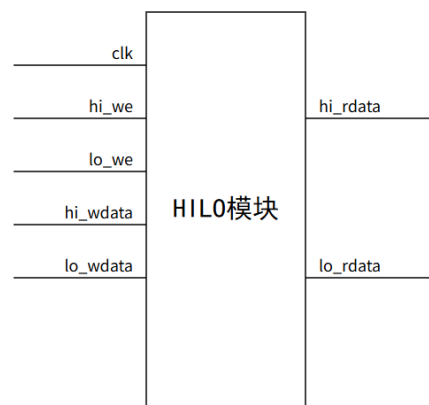 clk
hi_we
hi_rdata
lo_we
hi_wdata
HILO模块
lo_wdata
lo_rdata